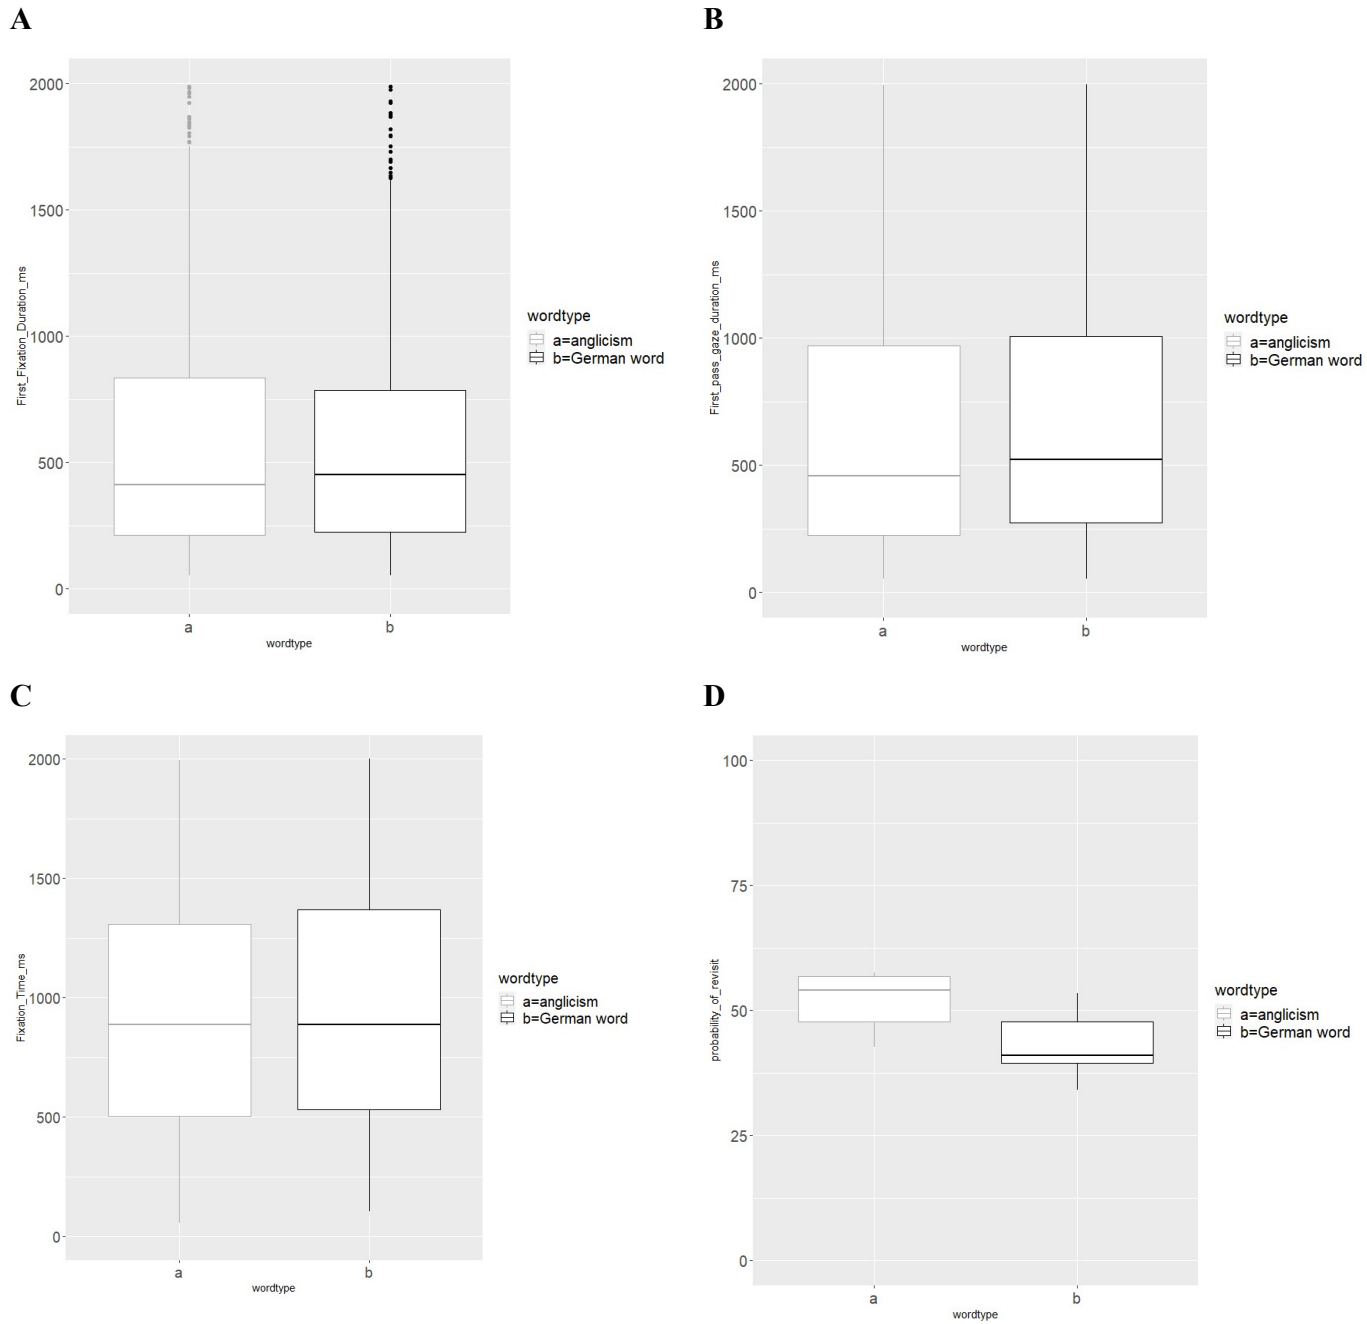 A
First_Fixation_Duration_ms
2000
1500
1000
500
0
a
b
wordtype
wordtype
a=anglicism
b=German word
B
First_pass_gaze_duration_ms
2000
1500
1000
500
0
a
b
wordtype
wordtype
a=anglicism
b=German word
C
Fixation_Time_ms
2000
1500
1000
500
0
a
b
wordtype
wordtype
a=anglicism
b=German word
D
probability_of_revisit
100
75
50
25
0
a
b
wordtype
wordtype
a=anglicism
b=German word